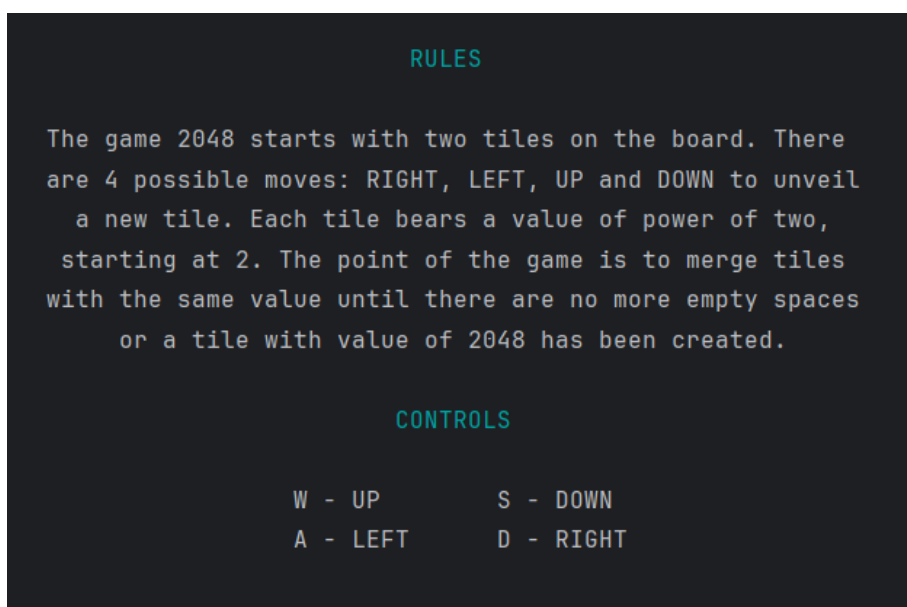 RULES
The game 2048 starts with two tiles on the board. There
are 4 possible moves: RIGHT, LEFT, UP and DOWN to unveil
a new tile. Each tile bears a value of power of two,
starting at 2. The point of the game is to merge tiles
with the same value until there are no more empty spaces
or a tile with value of 2048 has been created.
CONTROLS
W - UP S - DOWN
A - LEFT D - RIGHT